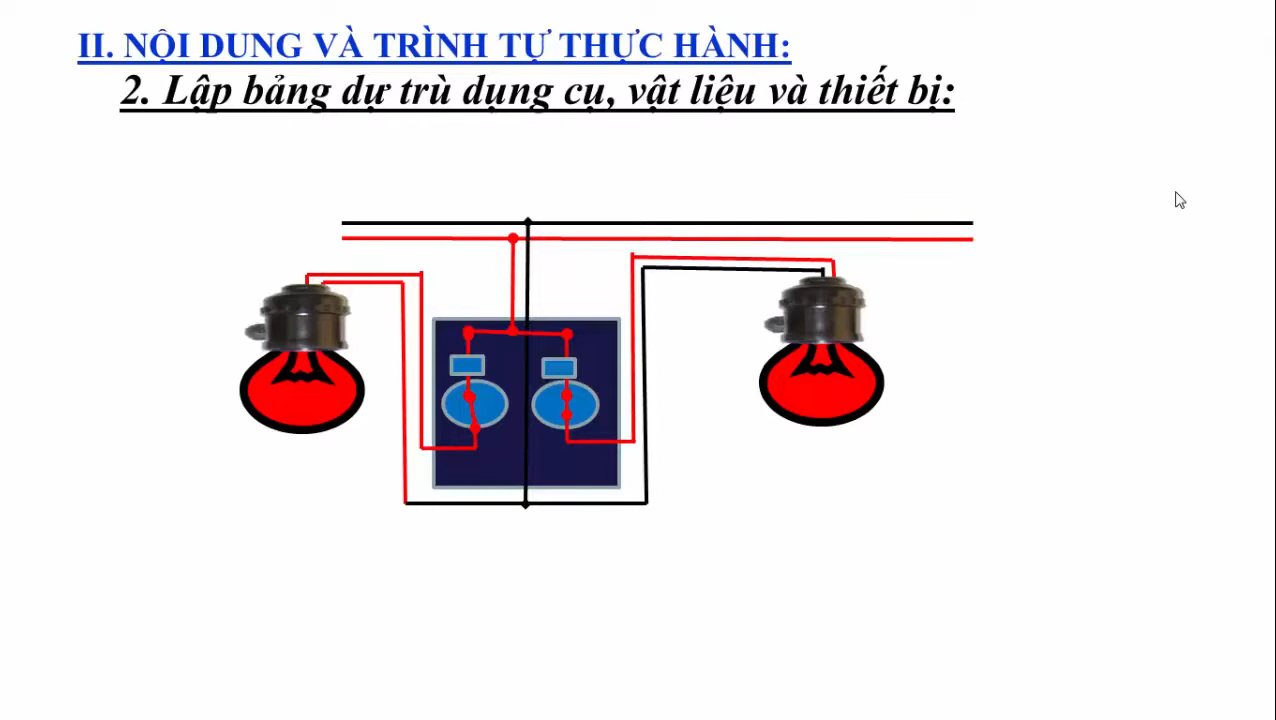 II. NỘI DUNG VÀ TRÌNH TỰ THỰC HÀNH:
2. Lập bảng dự trù dụng cụ, vật liệu và thiết bị: